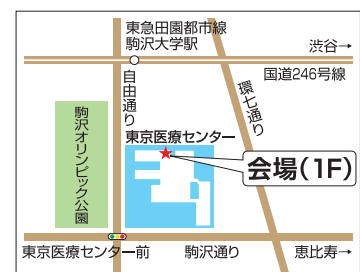 東急田園都市線
駒沢大学駅
渋谷→
国道246号線
自由通り
環七通り
駒沢オリンピック公園
東京医療センター
会場(1F)
東京医療センター前
駒沢通り
恵比寿→